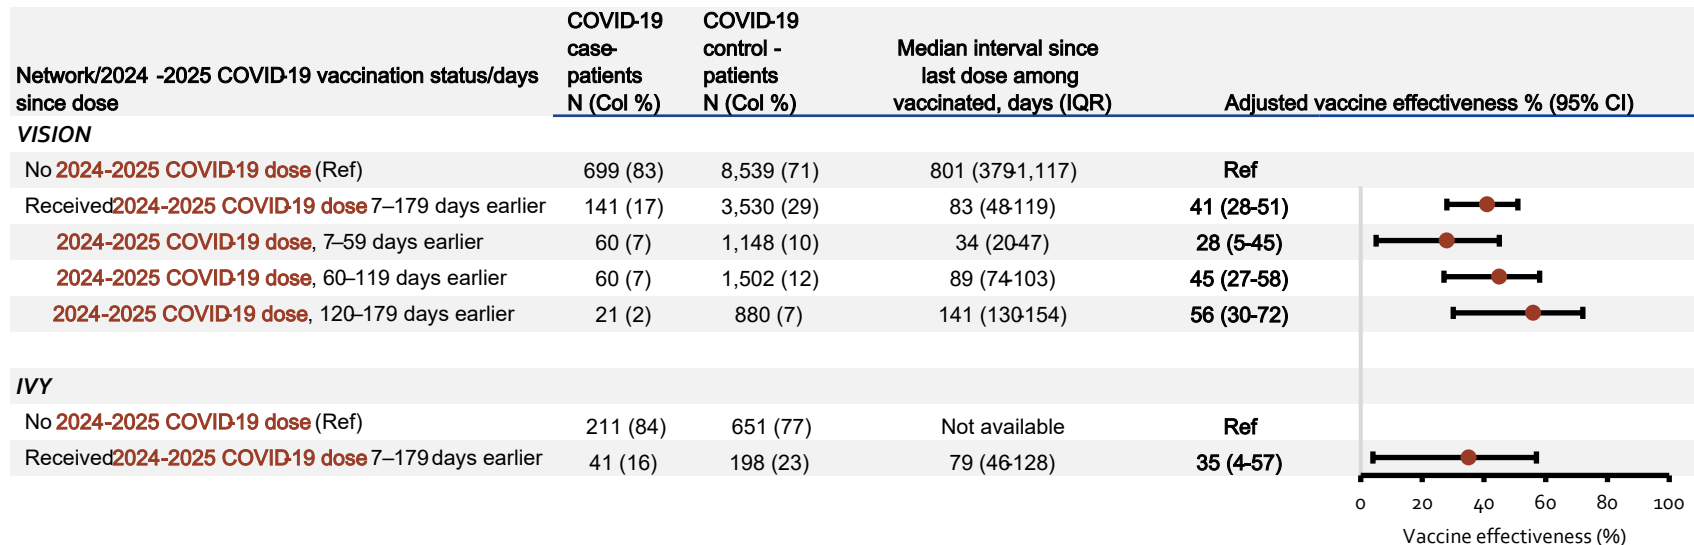 COVID-19 case-patients N (Col %)
COVID-19 control - patients N (Col %)
Median interval since last dose among vaccinated, days (IQR)
Network/2024 -2025 COVID-19 vaccination status/days since dose
Adjusted vaccine effectiveness % (95% CI)
VISION
No 2024-2025 COVID-19 dose (Ref) 699 (83) 8,539 (71) 801 (379-1,117) Ref
Received 2024-2025 COVID-19 dose 7–179 days earlier 141 (17) 3,530 (29) 83 (48-119) 41 (28-51)
2024-2025 COVID-19 dose, 7–59 days earlier 60 (7) 1,148 (10) 34 (20-47) 28 (5-45)
2024-2025 COVID-19 dose, 60–119 days earlier 60 (7) 1,502 (12) 89 (74-103) 45 (27-58)
2024-2025 COVID-19 dose, 120–179 days earlier 21 (2) 880 (7) 141 (130-154) 56 (30-72)
IVY
No 2024-2025 COVID-19 dose (Ref) 211 (84) 651 (77) Not available Ref
Received 2024-2025 COVID-19 dose 7–179 days earlier 41 (16) 198 (23) 79 (46-128) 35 (4-57)
0 20 40 60 80 100
Vaccine effectiveness (%)